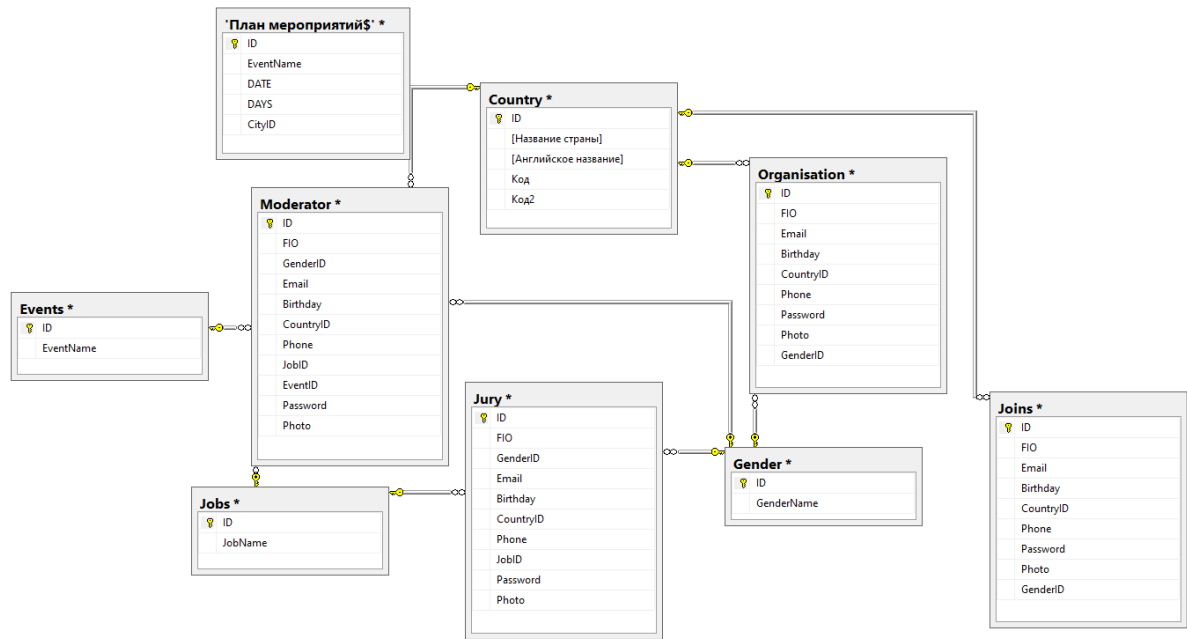 'План мероприятий$' *
ID
EventName
DATE
DAYS
CityID
Country *
ID
[Название страны]
[Английское название]
Код
Код2
Organisation *
ID
FIO
Email
Birthday
CountryID
Phone
Password
Photo
GenderID
Moderator *
ID
FIO
GenderID
Email
Birthday
CountryID
Phone
JobID
EventID
Password
Photo
Events *
ID
EventName
Jury *
ID
FIO
GenderID
Email
Birthday
CountryID
Phone
JobID
Password
Photo
Joins *
ID
FIO
Email
Birthday
CountryID
Phone
Password
Photo
GenderID
Gender *
ID
GenderName
Jobs *
ID
JobName